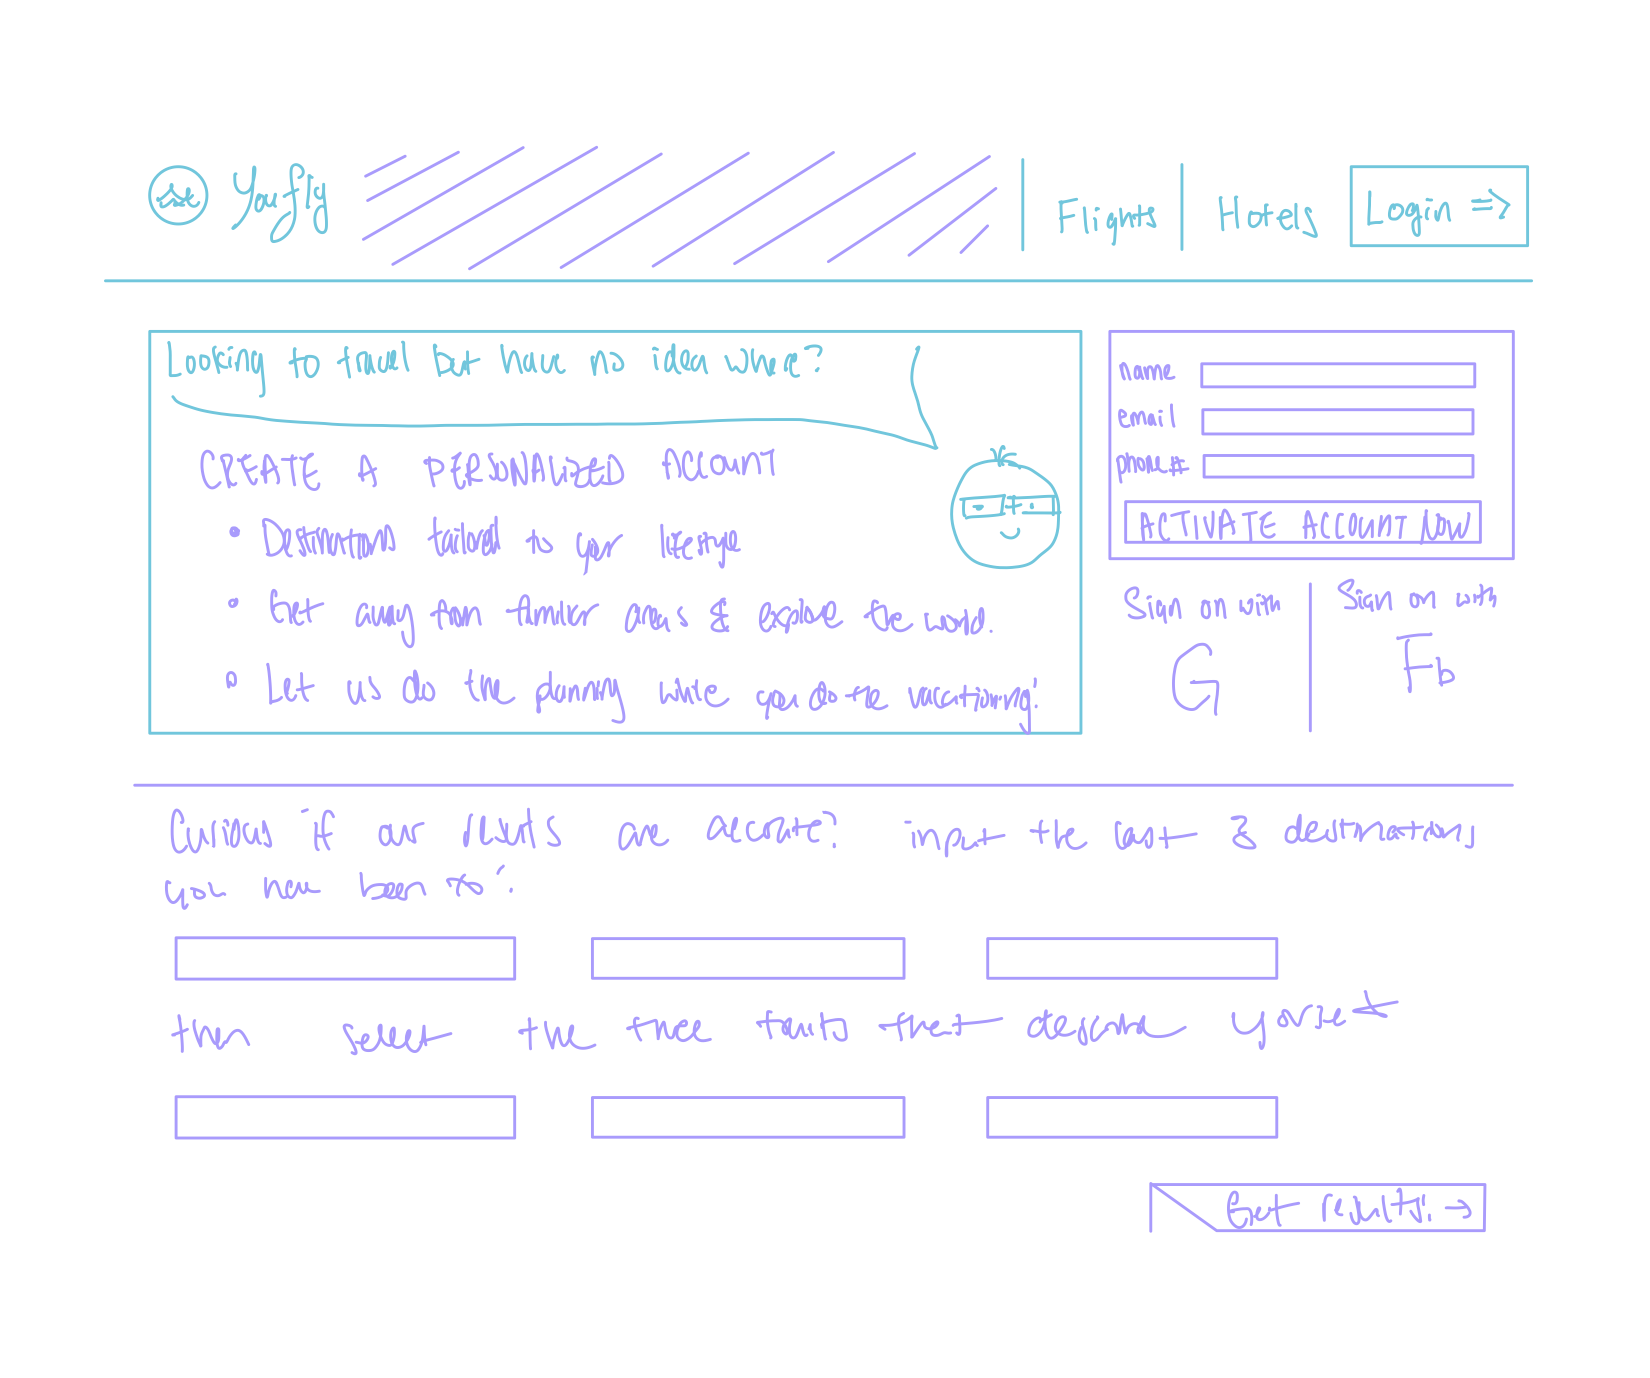 Youfly
Flights
Hotels
Login =>
Looking to travel but have no idea where?
CREATE A PERSONALIZED ACCOUNT
• Destinations tailored to your lifestyle
• Get away from familiar areas & explore the world.
• Let us do the planning while you do the vacationing!
name
email
phone#
ACTIVATE ACCOUNT NOW
Sign on with
G
Sign on with
Fb
Curious if our results are accurate? input the last 3 destinations
you have been to:
then select the three traits that describe yourself
Get results! →